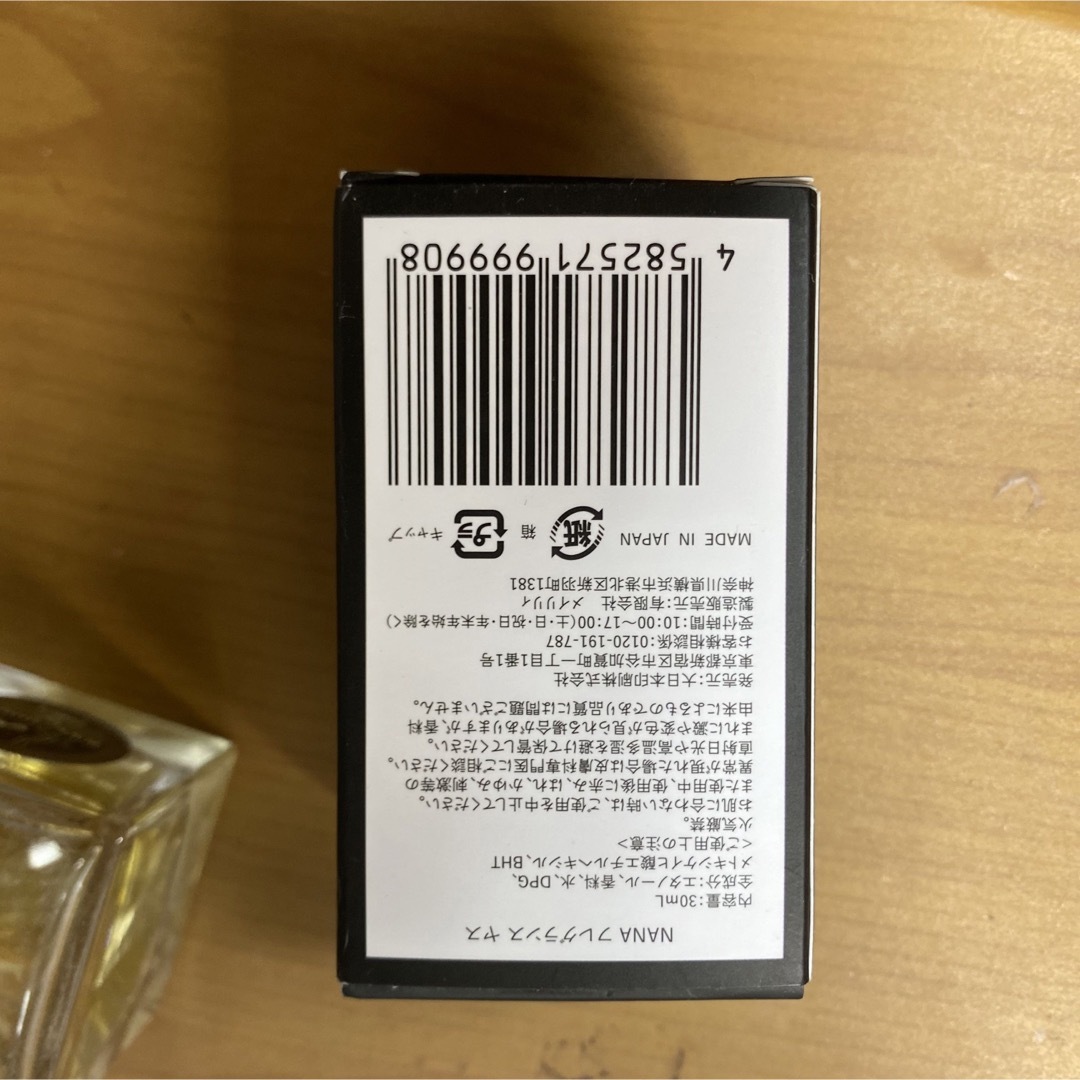 NANA フレグランス ヤス
内容量:30mL
全成分:エタノール、香料、水、DPG、
メトキシケイヒ酸エチルヘキシル、BHT
<ご使用上の注意>
火気厳禁。
お肌に合わない時は、ご使用を中止してください。
また使用中、使用後に赤み、はれ、かゆみ、刺激等の
異常が現れた場合は皮膚科専門医にご相談ください。
直射日光や高温多湿を避けて保管してください。
まれに澱や変色が見られる場合がありますが、香料
由来によるものであり品質には問題ございません。
発売元:大日本印刷株式会社
東京都新宿区市谷加賀町一丁目1番1号
お客様相談係:0120-191-787
受付時間:10:00~17:00(土・日・祝日・年末年始を除く)
製造販売元:有限会社 メイリリィ
神奈川県横浜市港北区新羽町1381
MADE IN JAPAN 紙 箱 プラ キャップ
4 582571 999908